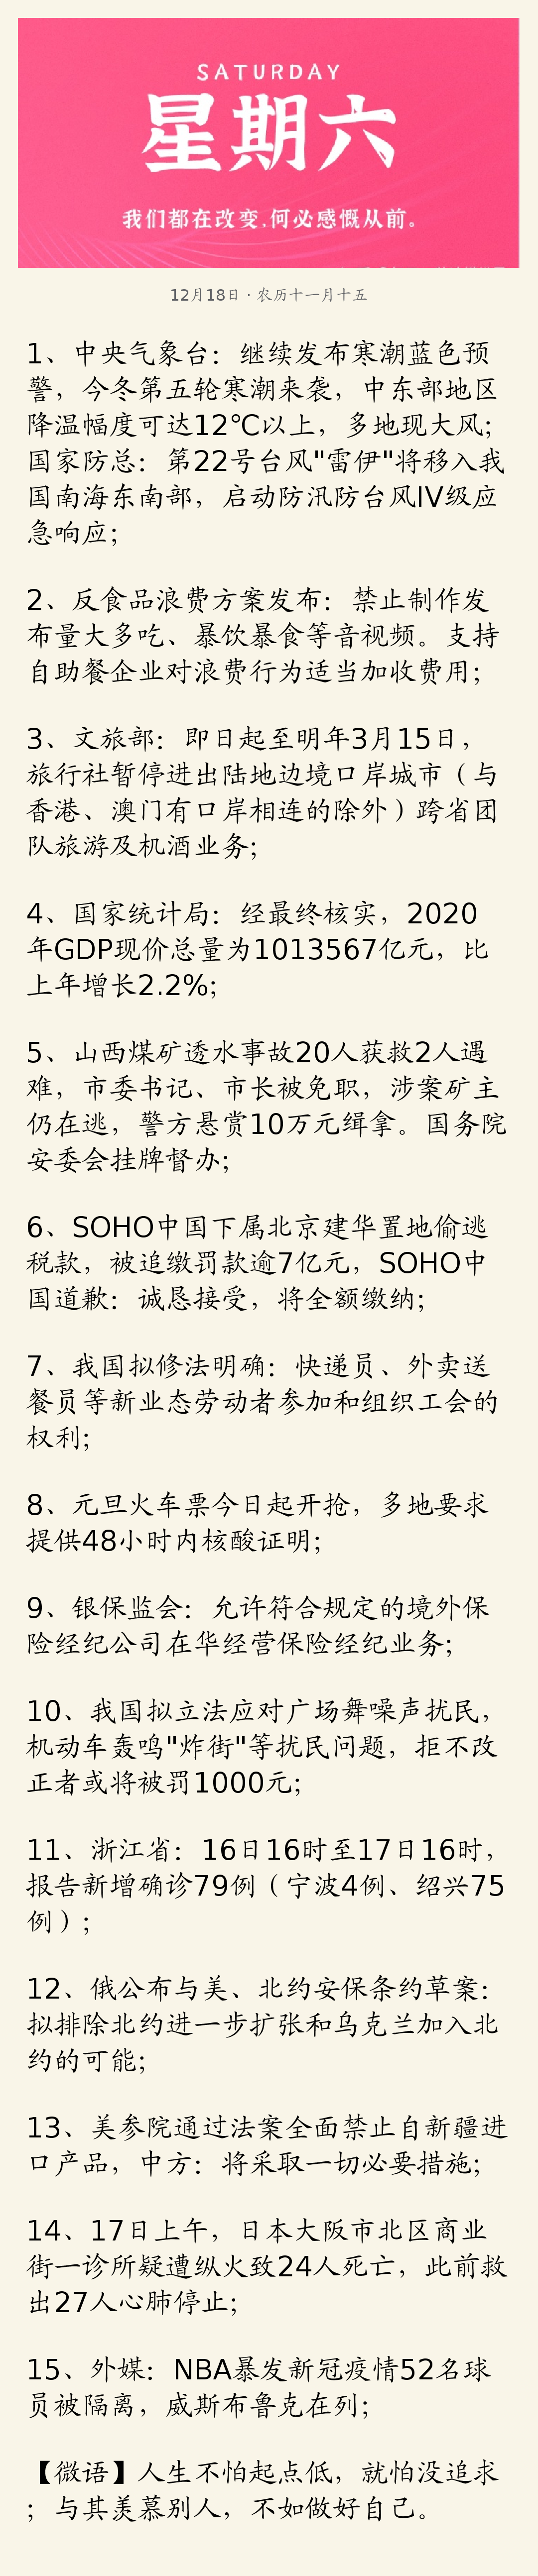 SATURDAY
星期六
我们都在改变,何必感慨从前。
12月18日 · 农历十一月十五
1、中央气象台：继续发布寒潮蓝色预
警，今冬第五轮寒潮来袭，中东部地区
降温幅度可达12℃以上，多地现大风；
国家防总：第22号台风"雷伊"将移入我
国南海东南部，启动防汛防台风IV级应
急响应；
2、反食品浪费方案发布：禁止制作发
布量大多吃、暴饮暴食等音视频。支持
自助餐企业对浪费行为适当加收费用；
3、文旅部：即日起至明年3月15日，
旅行社暂停进出陆地边境口岸城市（与
香港、澳门有口岸相连的除外）跨省团
队旅游及机酒业务；
4、国家统计局：经最终核实，2020
年GDP现价总量为1013567亿元，比
上年增长2.2%；
5、山西煤矿透水事故20人获救2人遇
难，市委书记、市长被免职，涉案矿主
仍在逃，警方悬赏10万元缉拿。国务院
安委会挂牌督办；
6、SOHO中国下属北京建华置地偷逃
税款，被追缴罚款逾7亿元，SOHO中
国道歉：诚恳接受，将全额缴纳；
7、我国拟修法明确：快递员、外卖送
餐员等新业态劳动者参加和组织工会的
权利；
8、元旦火车票今日起开抢，多地要求
提供48小时内核酸证明；
9、银保监会：允许符合规定的境外保
险经纪公司在华经营保险经纪业务；
10、我国拟立法应对广场舞噪声扰民，
机动车轰鸣"炸街"等扰民问题，拒不改
正者或将被罚1000元；
11、浙江省：16日16时至17日16时，
报告新增确诊79例（宁波4例、绍兴75
例）；
12、俄公布与美、北约安保条约草案：
拟排除北约进一步扩张和乌克兰加入北
约的可能；
13、美参院通过法案全面禁止自新疆进
口产品，中方：将采取一切必要措施；
14、17日上午，日本大阪市北区商业
街一诊所疑遭纵火致24人死亡，此前救
出27人心肺停止；
15、外媒：NBA暴发新冠疫情52名球
员被隔离，威斯布鲁克在列；
【微语】人生不怕起点低，就怕没追求
；与其羡慕别人，不如做好自己。